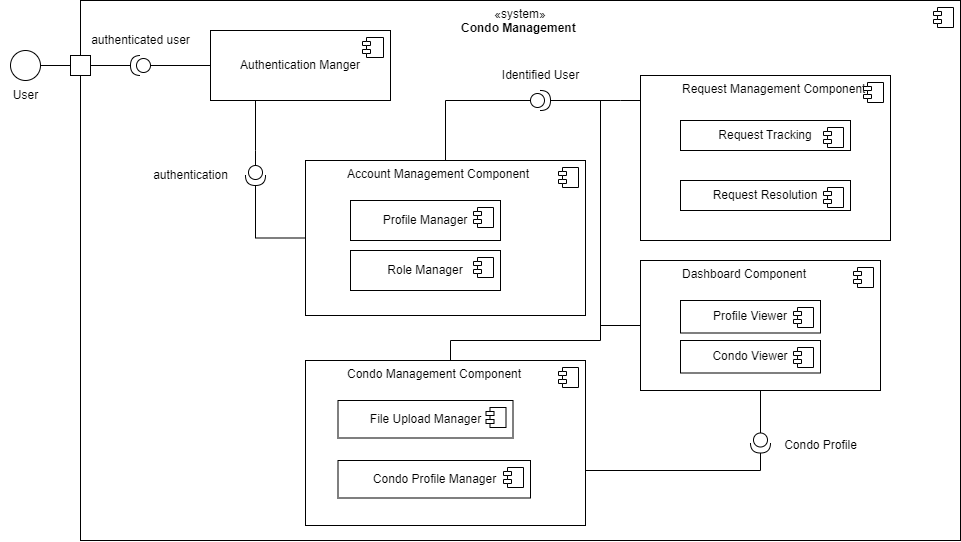 «system»
Condo Management
authenticated user
User
Authentication Manger
Identified User
Request Management Component
Request Tracking
Request Resolution
authentication
Account Management Component
Profile Manager
Role Manager
Dashboard Component
Profile Viewer
Condo Viewer
Condo Management Component
File Upload Manager
Condo Profile Manager
Condo Profile